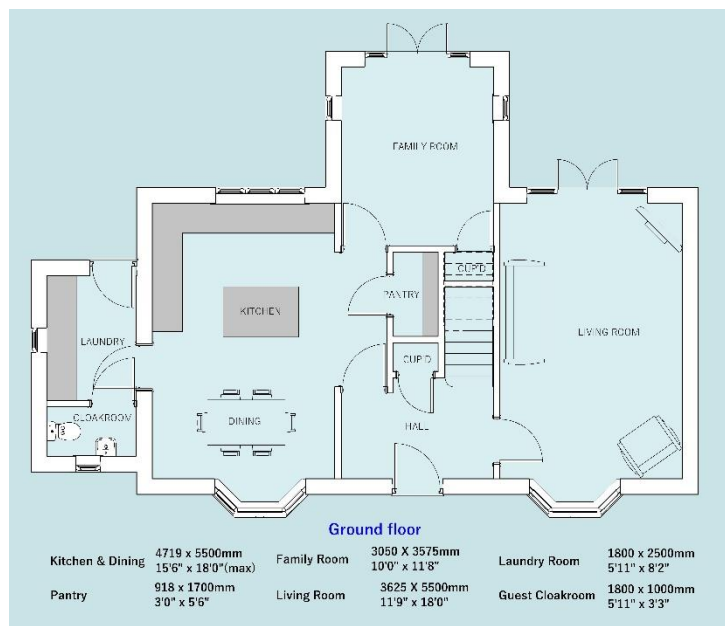 FAMILY ROOM
CUP'D
PANTRY
KITCHEN
LIVING ROOM
LAUNDRY
CUP'D
CLOAKROOM
DINING
HALL
Ground floor
Kitchen & Dining 4719 x 5500mm 15'6" x 18'0"(max)
Family Room 3050 X 3575mm 10'0" x 11'8"
Laundry Room 1800 x 2500mm 5'11" x 8'2"
Pantry 918 x 1700mm 3'0" x 5'6"
Living Room 3625 X 5500mm 11'9" x 18'0"
Guest Cloakroom 1800 x 1000mm 5'11" x 3'3"